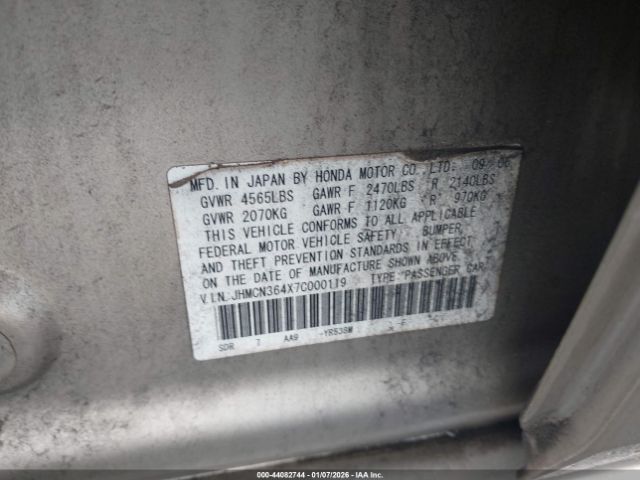 MFD. IN JAPAN BY HONDA MOTOR CO., LTD. 09/06
GVWR 4565LBS GAWR F 2470LBS R 2140LBS
GVWR 2070KG GAWR F 1120KG R 970KG
THIS VEHICLE CONFORMS TO ALL APPLICABLE
FEDERAL MOTOR VEHICLE SAFETY, BUMPER,
AND THEFT PREVENTION STANDARDS IN EFFECT
ON THE DATE OF MANUFACTURE SHOWN ABOVE.
V.I.N.:JHMCN364X7C000119 TYPE: PASSENGER CAR
SDR 7 AA9 -YR538M -F
000-44082744 | 01/07/2026 | IAA Inc.